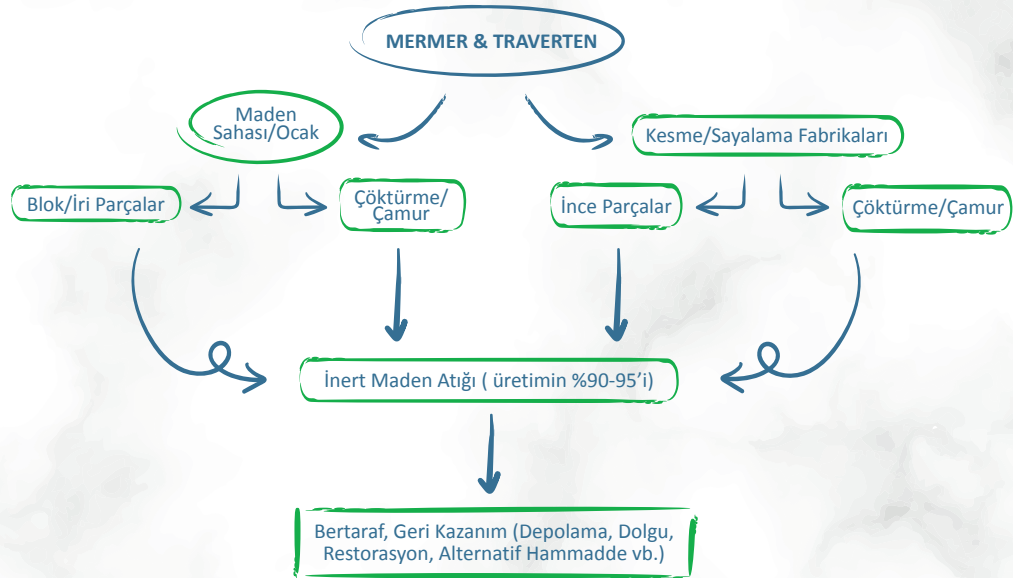 MERMER & TRAVERTEN
Maden
Sahası/Ocak
Kesme/Sayalama Fabrikaları
Blok/İri Parçalar
Çöktürme/
Çamur
İnce Parçalar
Çöktürme/Çamur
İnert Maden Atığı ( üretimin %90-95’i)
Bertaraf, Geri Kazanım (Depolama, Dolgu,
Restorasyon, Alternatif Hammadde vb.)